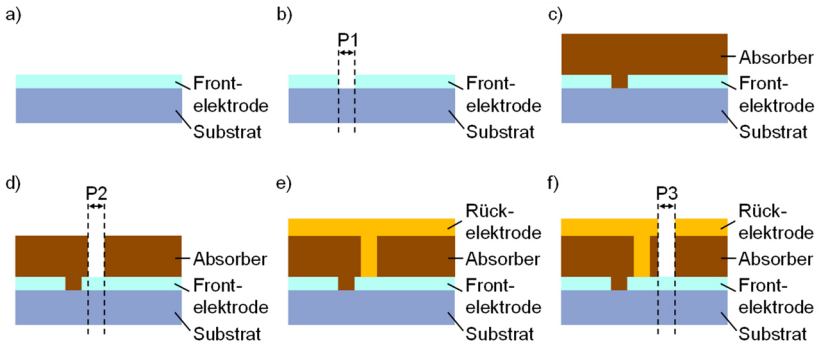 a)
Front-
elektrode
Substrat
b)
P1
Front-
elektrode
Substrat
c)
Absorber
Front-
elektrode
Substrat
d)
P2
Absorber
Front-
elektrode
Substrat
e)
Rück-
elektrode
Absorber
Front-
elektrode
Substrat
f)
P3
Rück-
elektrode
Absorber
Front-
elektrode
Substrat